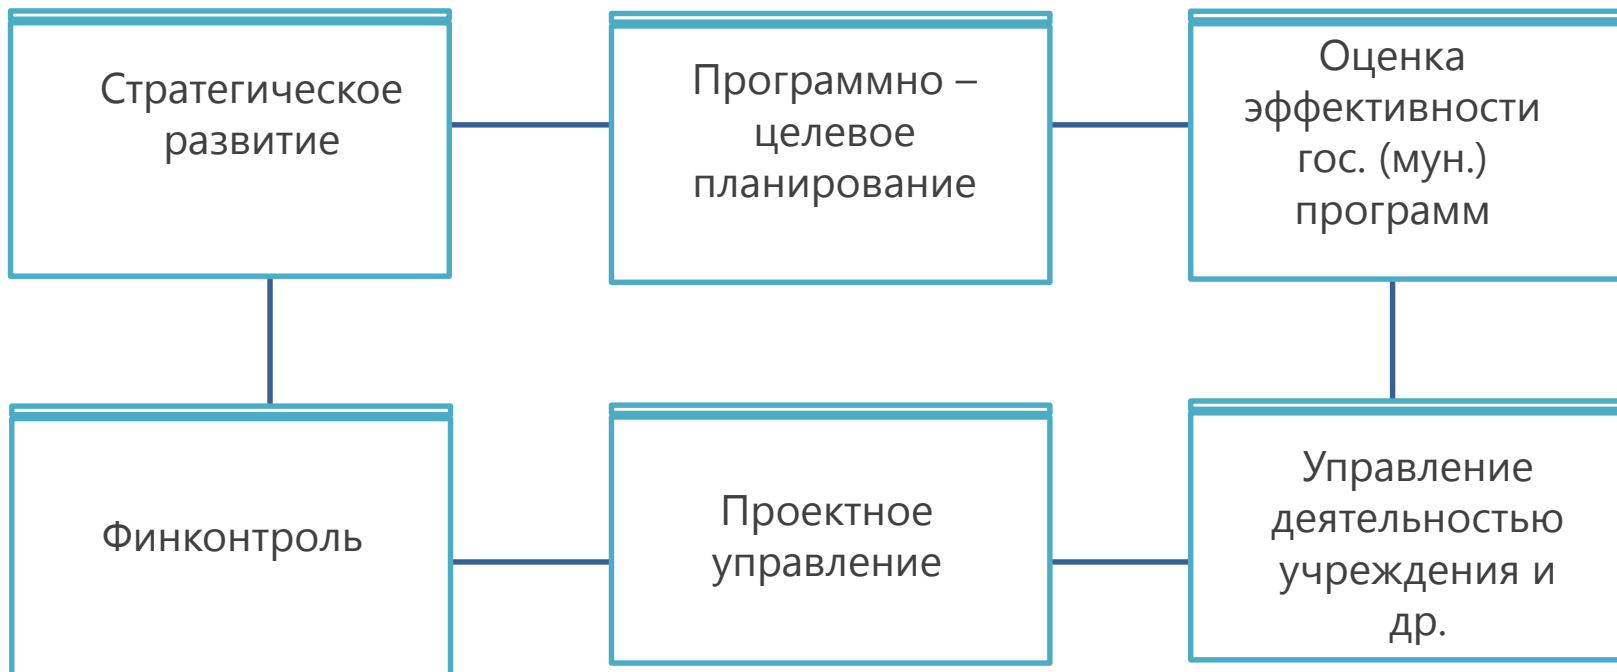 Стратегическое
развитие
Программно –
целевое
планирование
Оценка
эффективности
гос. (мун.)
программ
Финконтроль
Проектное
управление
Управление
деятельностью
учреждения и
др.